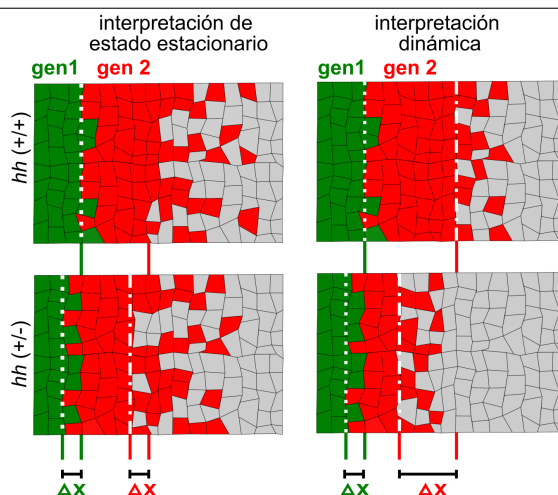 interpretación de
estado estacionario
interpretación
dinámica
gen1 gen 2
gen1 gen 2
hh (+/+)
hh (+/-)
Δx Δx
Δx Δx